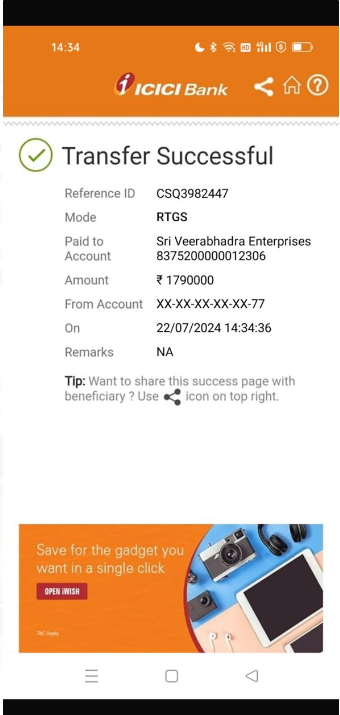 14:34
ICICI Bank
Transfer Successful
Reference ID CSQ3982447
Mode RTGS
Paid to Sri Veerabhadra Enterprises
Account 8375200000012306
Amount ₹ 1790000
From Account XX-XX-XX-XX-XX-77
On 22/07/2024 14:34:36
Remarks NA
Tip: Want to share this success page with
beneficiary ? Use icon on top right.
Save for the gadget you
want in a single click
OPEN iWISH
T&C Apply